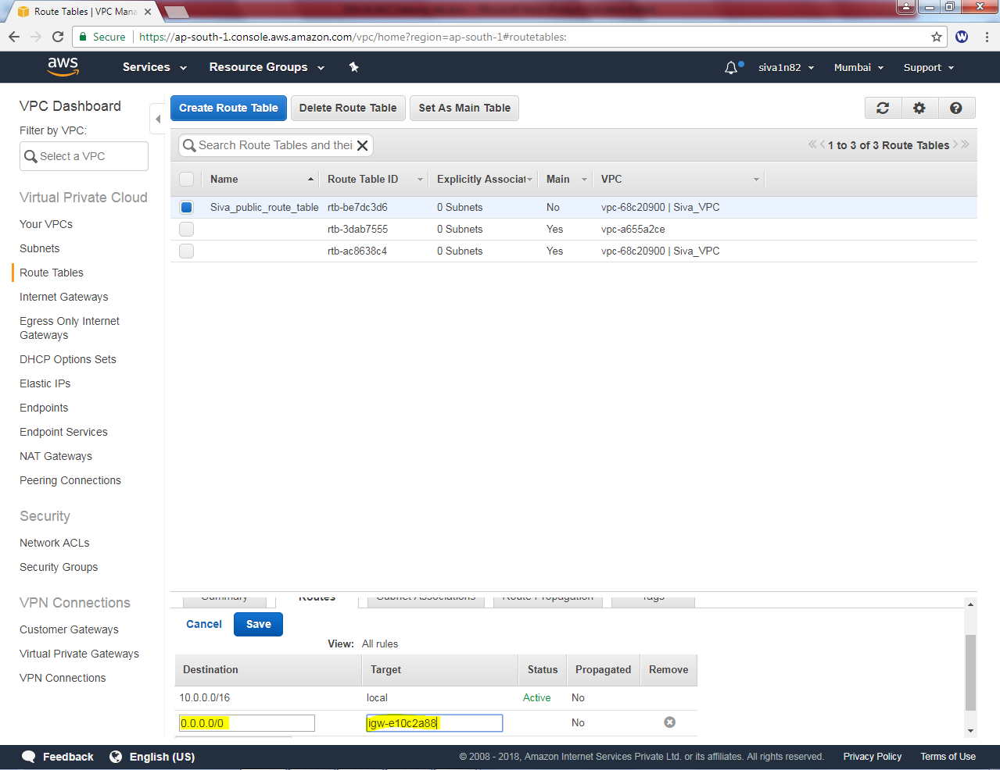 Route Tables | VPC Mana
Secure https://ap-south-1.console.aws.amazon.com/vpc/home?region=ap-south-1#routetables:
aws Services Resource Groups siva1n82 Mumbai Support
VPC Dashboard
Filter by VPC:
Select a VPC
Virtual Private Cloud
Your VPCs
Subnets
Route Tables
Internet Gateways
Egress Only Internet
Gateways
DHCP Options Sets
Elastic IPs
Endpoints
Endpoint Services
NAT Gateways
Peering Connections
Security
Network ACLs
Security Groups
VPN Connections
Customer Gateways
Virtual Private Gateways
VPN Connections
Create Route Table Delete Route Table Set As Main Table
Search Route Tables and thei 1 to 3 of 3 Route Tables
Name Route Table ID Explicitly Associat Main VPC
Siva_public_route_table rtb-be7dc3d6 0 Subnets No vpc-68c20900 | Siva_VPC
rtb-3dab7555 0 Subnets Yes vpc-a655a2ce
rtb-ac8638c4 0 Subnets Yes vpc-68c20900 | Siva_VPC
Summary Routes Subnet Associations Route Propagation Tags
Cancel Save
View: All rules
Destination Target Status Propagated Remove
10.0.0.0/16 local Active No
0.0.0.0/0 igw-e10c2a88 No
Feedback English (US) © 2008 - 2018, Amazon Internet Services Private Ltd. or its affiliates. All rights reserved. Privacy Policy Terms of Use